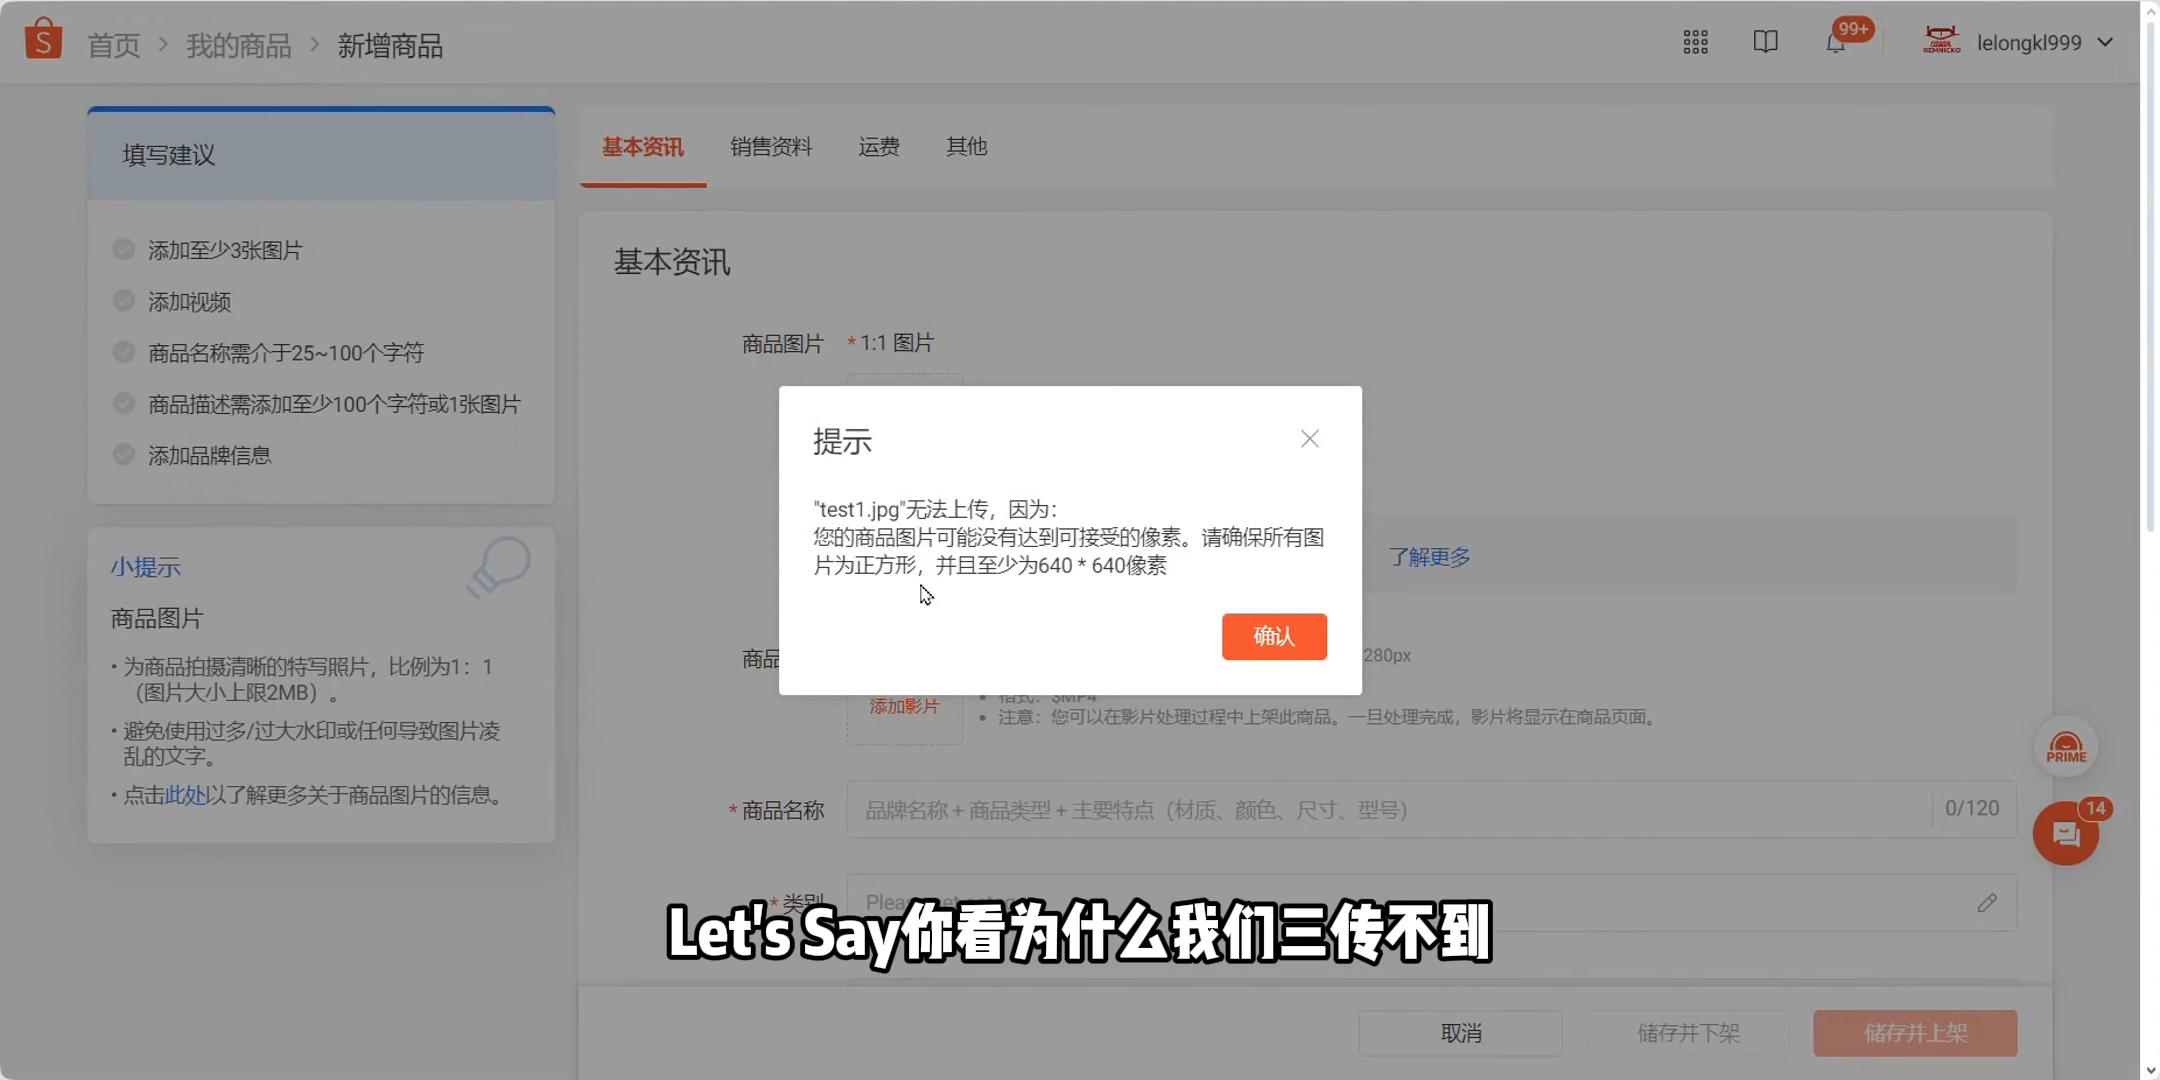 首页 > 我的商品 > 新增商品
99+
lelongkl999
填写建议
添加至少3张图片
添加视频
商品名称需介于25~100个字符
商品描述需添加至少100个字符或1张图片
添加品牌信息
小提示
商品图片
• 为商品拍摄清晰的特写照片，比例为1：1
（图片大小上限2MB）。
• 避免使用过多/过大水印或任何导致图片凌
乱的文字。
• 点击此处以了解更多关于商品图片的信息。
基本资讯 销售资料 运费 其他
基本资讯
商品图片 * 1:1 图片
提示
"test1.jpg"无法上传，因为：
您的商品图片可能没有达到可接受的像素。请确保所有图
片为正方形，并且至少为640 * 640像素
确认
了解更多
商品
280px
添加影片
• 注意：您可以在影片处理过程中上架此商品。一旦处理完成，影片将显示在商品页面。
* 商品名称
品牌名称 + 商品类型 + 主要特点（材质、颜色、尺寸、型号）
0/120
* 类别
Let's Say你看为什么我们三传不到
取消
储存并下架
储存并上架
PRIME
14